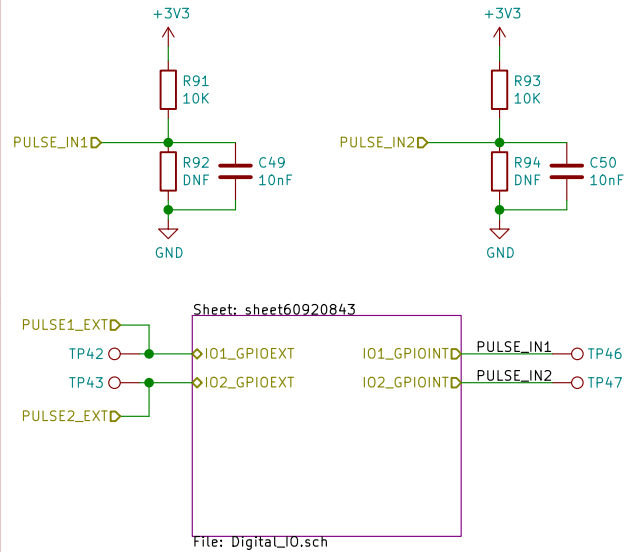 +3V3
R91
10K
PULSE_IN1
R92
DNF
C49
10nF
GND
+3V3
R93
10K
PULSE_IN2
R94
DNF
C50
10nF
GND
Sheet: sheet60920843
PULSE1_EXT
TP42
IO1_GPIOEXT
IO1_GPIOINT
PULSE_IN1
TP46
TP43
IO2_GPIOEXT
IO2_GPIOINT
PULSE_IN2
TP47
PULSE2_EXT
File: Digital_IO.sch